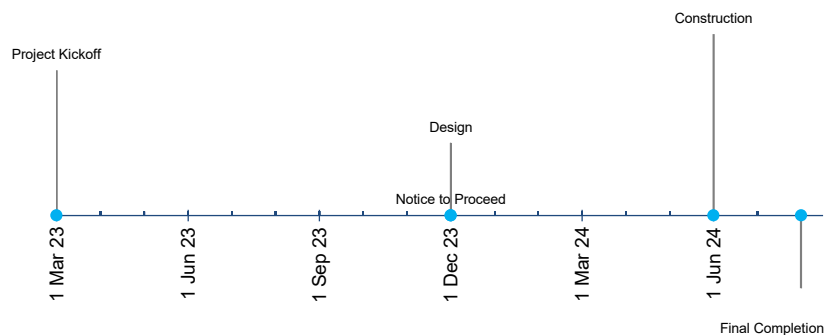 Construction
Project Kickoff
Design
Notice to Proceed
1 Mar 23
1 Jun 23
1 Sep 23
1 Dec 23
1 Mar 24
1 Jun 24
Final Completion